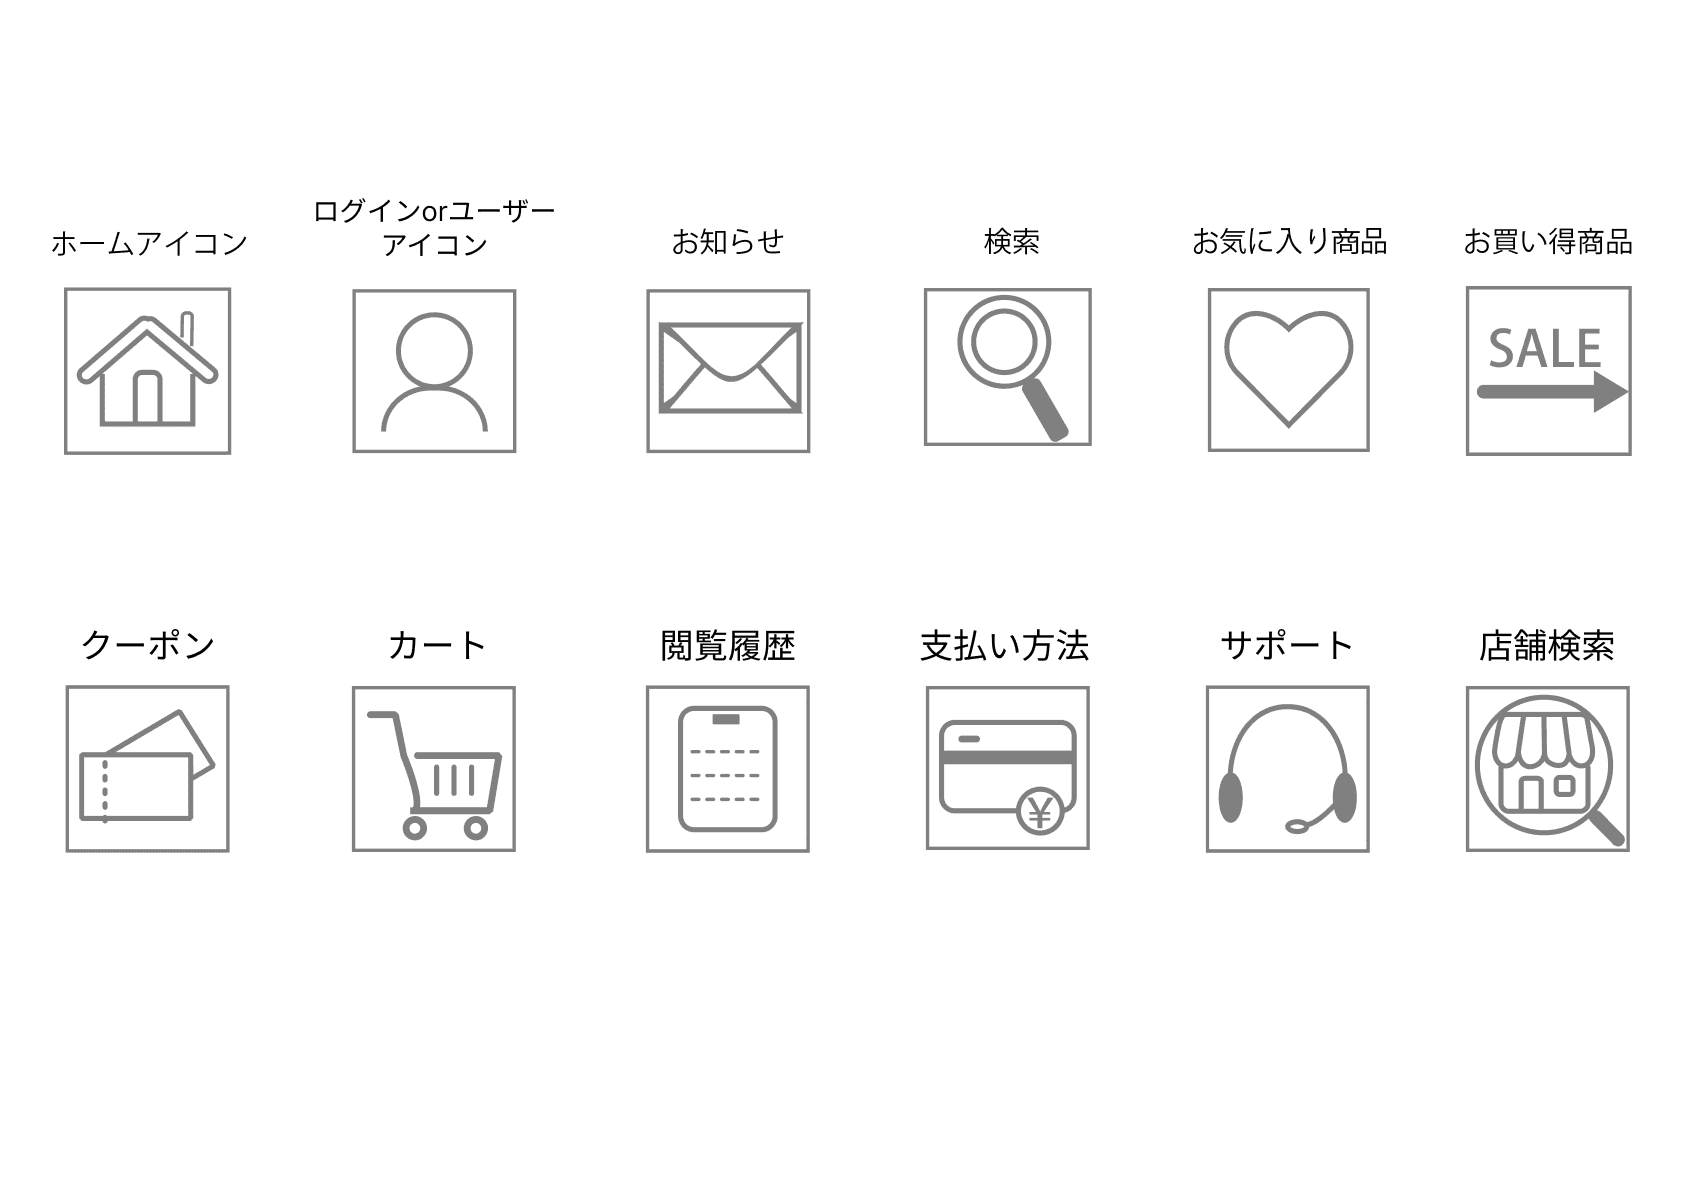 ホームアイコン
ログインorユーザー
アイコン
お知らせ
検索
お気に入り商品
お買い得商品
SALE
クーポン
カート
閲覧履歴
支払い方法
サポート
店舗検索
¥